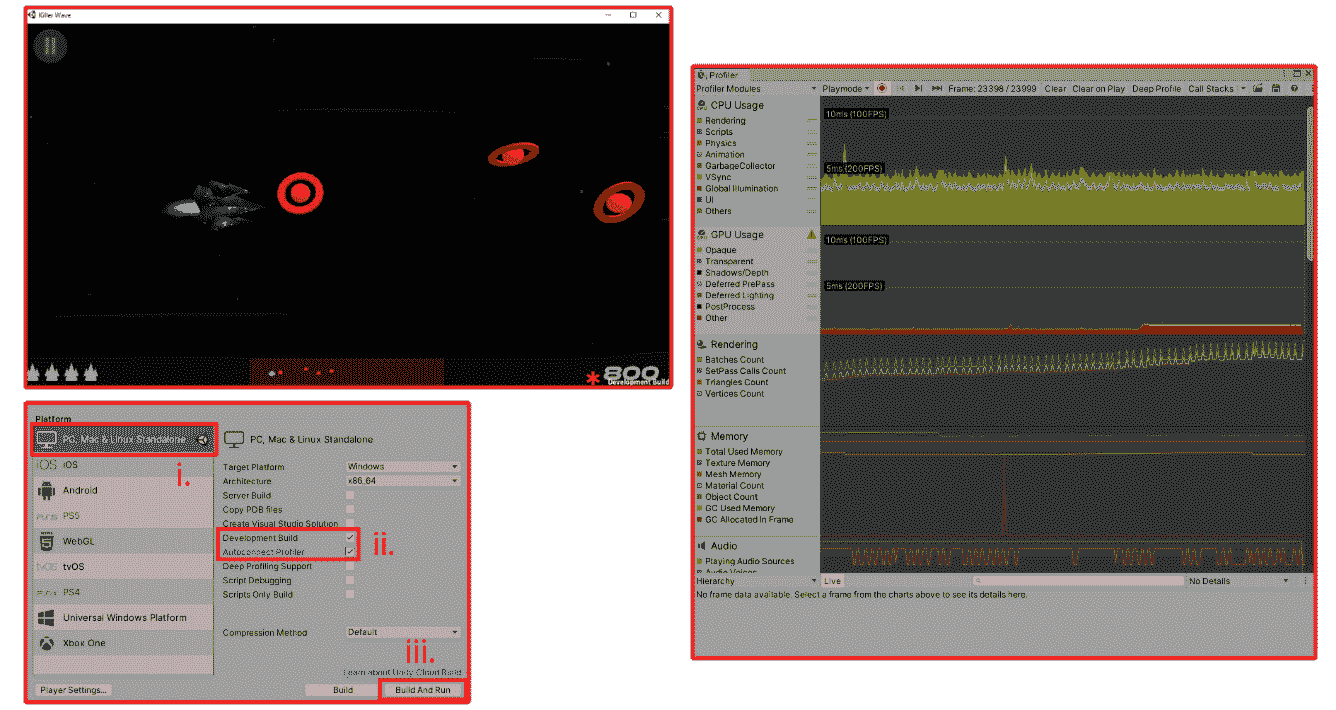 Killer Wave
800
Development Build
Platform
PC, Mac & Linux Standalone
i.
iOS iOS
Android
PS5
WebGL
tvOS tvOS
PS4
Universal Windows Platform
Xbox One
Player Settings...
PC, Mac & Linux Standalone
Target Platform Windows
Architecture x86_64
Server Build
Copy PDB files
Create Visual Studio Solution
Development Build
ii.
Autoconnect Profiler
Deep Profiling Support
Script Debugging
Scripts Only Build
Compression Method Default
iii.
Learn about Unity Cloud Build
Build Build And Run
Profiler
Profiler Modules Playmode Frame: 23398 / 23999 Clear Clear on Play Deep Profile Call Stacks
CPU Usage
Rendering
Scripts
Physics
Animation
GarbageCollector
VSync
Global Illumination
UI
Others
10ms (100FPS)
5ms (200FPS)
GPU Usage
Opaque
Transparent
Shadows/Depth
Deferred PrePass
Deferred Lighting
PostProcess
Other
10ms (100FPS)
5ms (200FPS)
Rendering
Batches Count
SetPass Calls Count
Triangles Count
Vertices Count
Memory
Total Used Memory
Texture Memory
Mesh Memory
Material Count
Object Count
GC Used Memory
GC Allocated In Frame
Audio
Playing Audio Sources
Audio Voices
Hierarchy Live No Details
No frame data available. Select a frame from the charts above to see its details here.